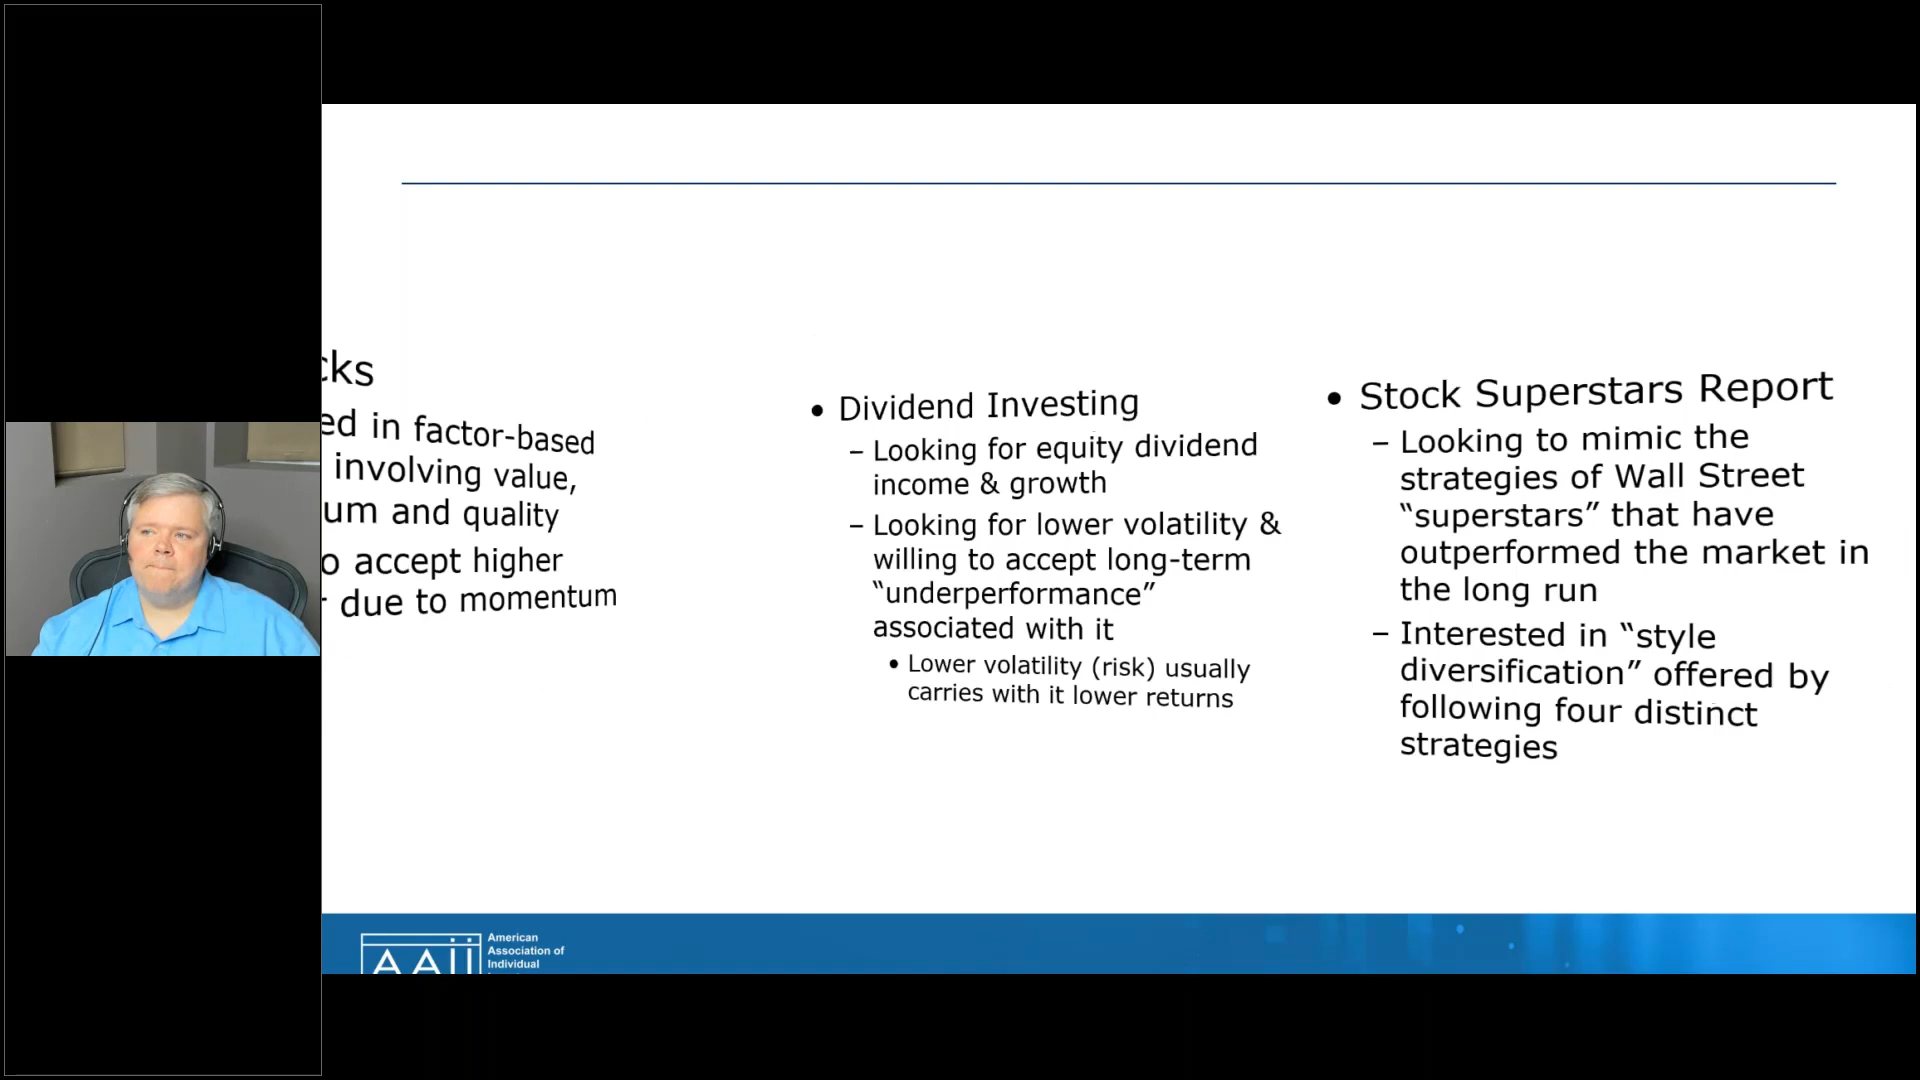 cks
ed in factor-based
involving value,
um and quality
o accept higher
due to momentum
• Dividend Investing
– Looking for equity dividend
income & growth
– Looking for lower volatility &
willing to accept long-term
“underperformance”
associated with it
• Lower volatility (risk) usually
carries with it lower returns
• Stock Superstars Report
– Looking to mimic the
strategies of Wall Street
“superstars” that have
outperformed the market in
the long run
– Interested in “style
diversification” offered by
following four distinct
strategies
AAII
American
Association of
Individual